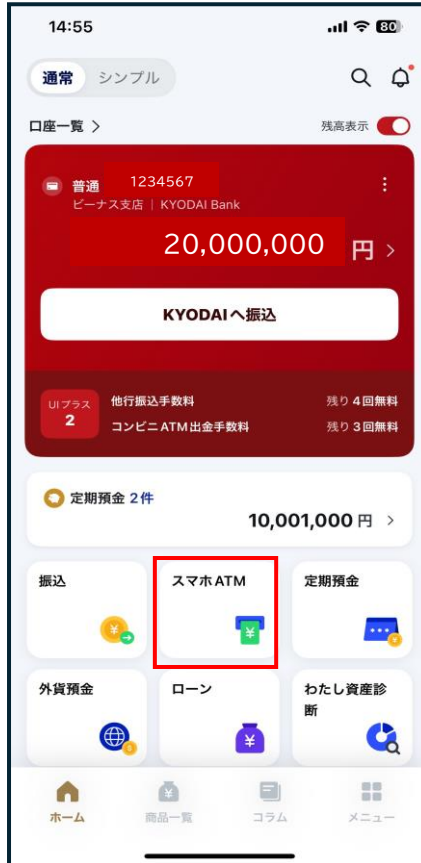 14:55
80
通常 シンプル
口座一覧 >
残高表示
普通 1234567
ビーナス支店 | KYODAI Bank
20,000,000 円 >
KYODAIへ振込
UIプラス
2
他行振込手数料 残り4回無料
コンビニATM出金手数料 残り3回無料
定期預金 2件
10,001,000 円 >
振込
スマホATM
定期預金
外貨預金
ローン
わたし資産診
断
ホーム
商品一覧
コラム
メニュー